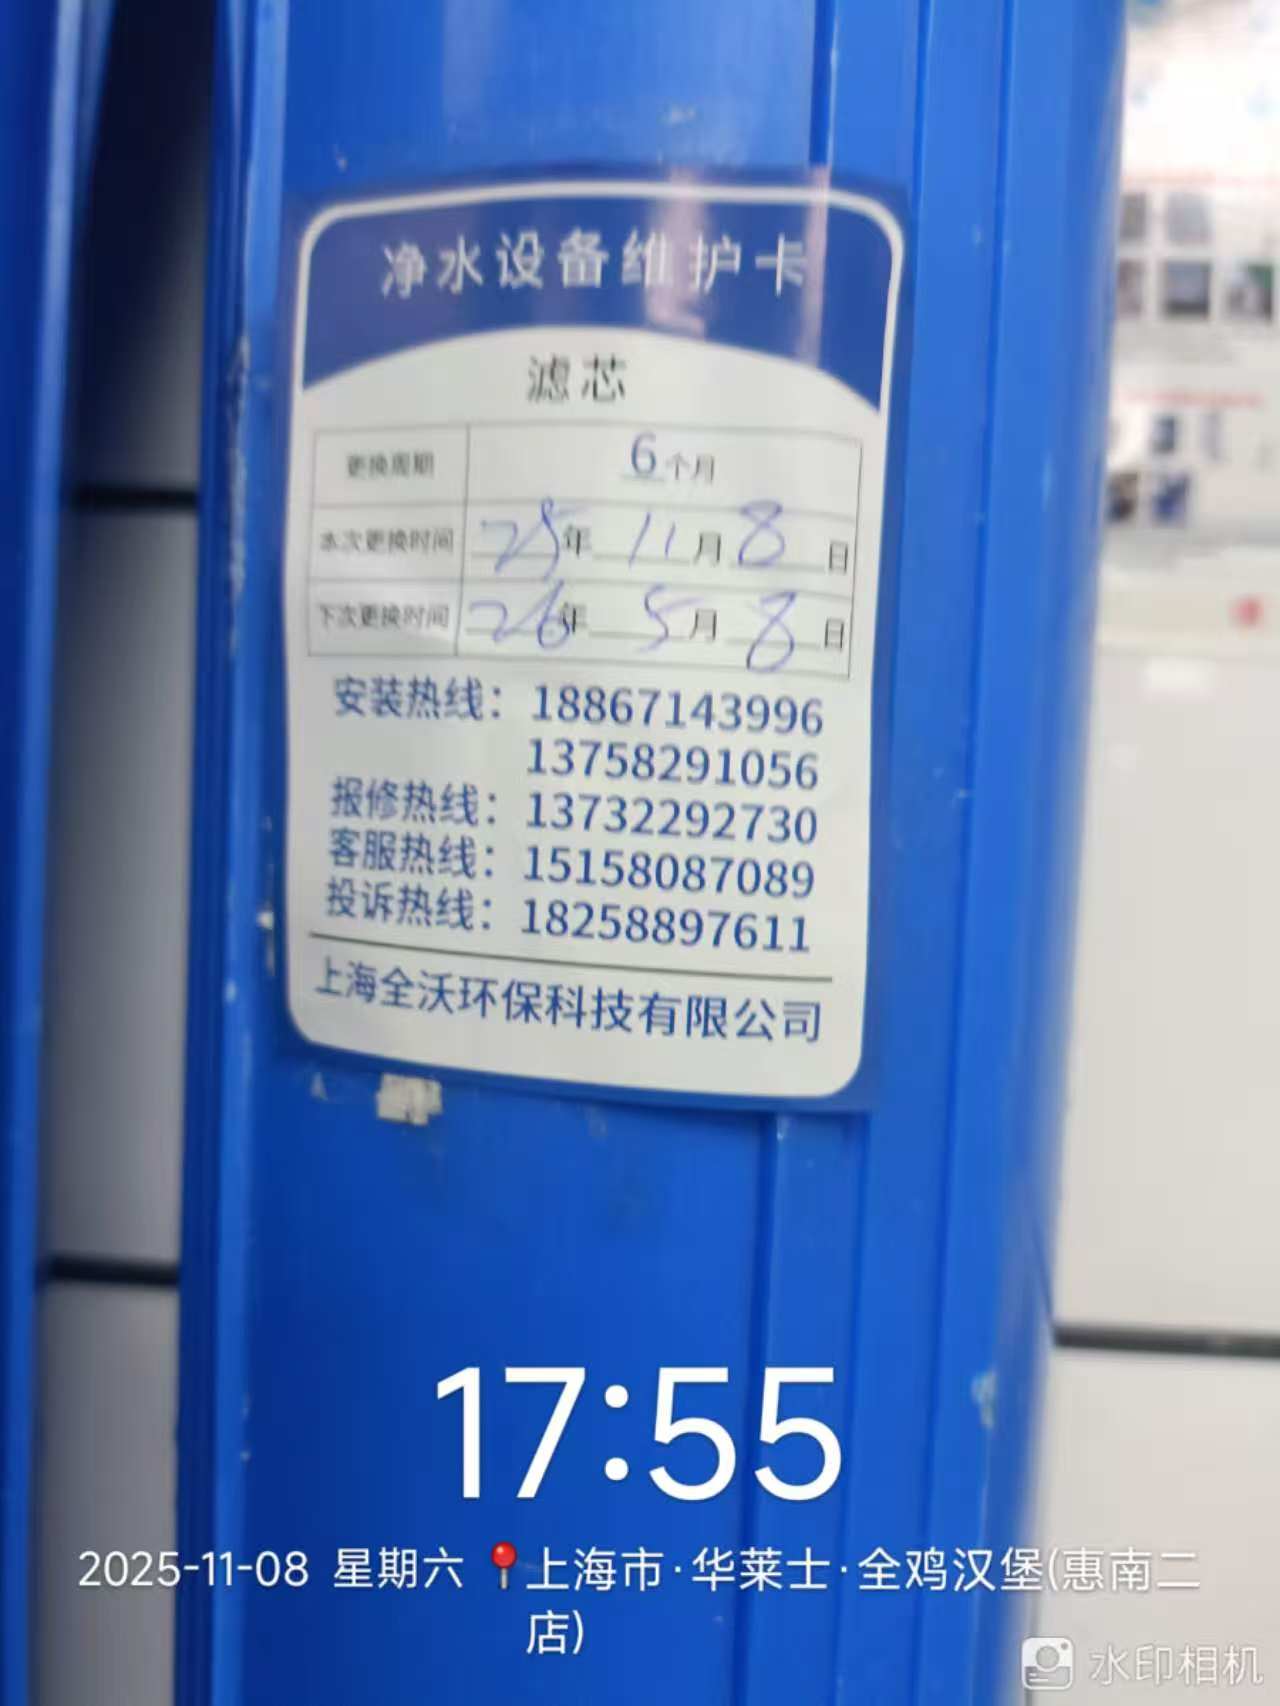 净水设备维护卡
滤芯
更换周期 6个月
本次更换时间 25年11月8日
下次更换时间 26年5月8日
安装热线：18867143996
13758291056
报修热线：13732292730
客服热线：15158087089
投诉热线：18258897611
上海全沃环保科技有限公司
17:55
2025-11-08 星期六 上海市·华莱士·全鸡汉堡(惠南二
店)
水印相机